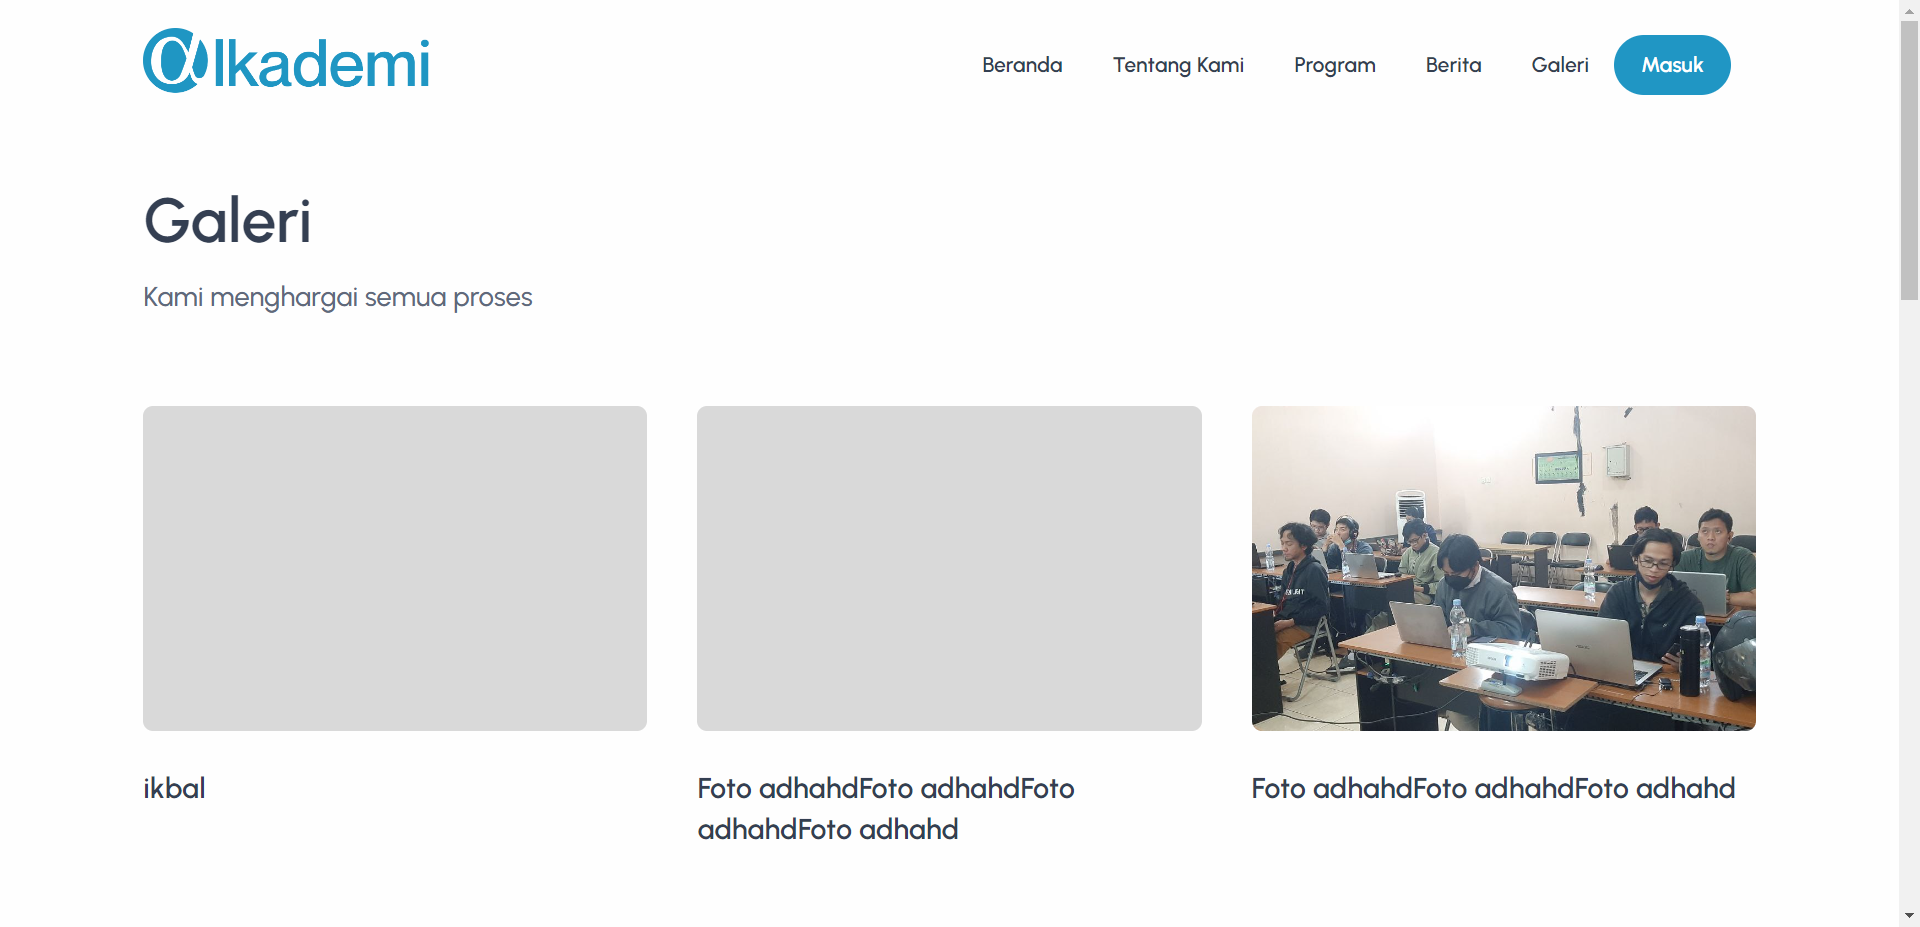 @lkademi
Beranda Tentang Kami Program Berita Galeri Masuk
Galeri
Kami menghargai semua proses
ikbal
Foto adhahdFoto adhahdFoto
adhahdFoto adhahd
Foto adhahdFoto adhahdFoto adhahd